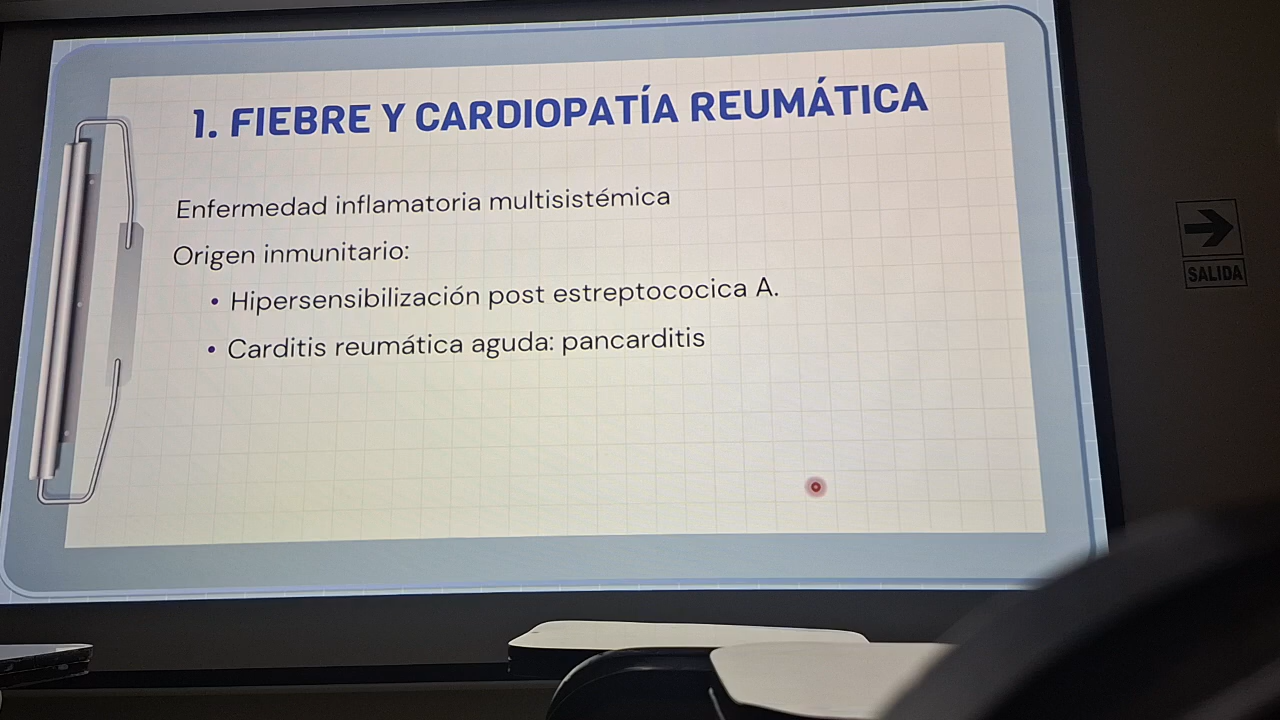 1. FIEBRE Y CARDIOPATÍA REUMÁTICA
Enfermedad inflamatoria multisistémica
Origen inmunitario:
• Hipersensibilización post estreptococica A.
• Carditis reumática aguda: pancarditis
SALIDA